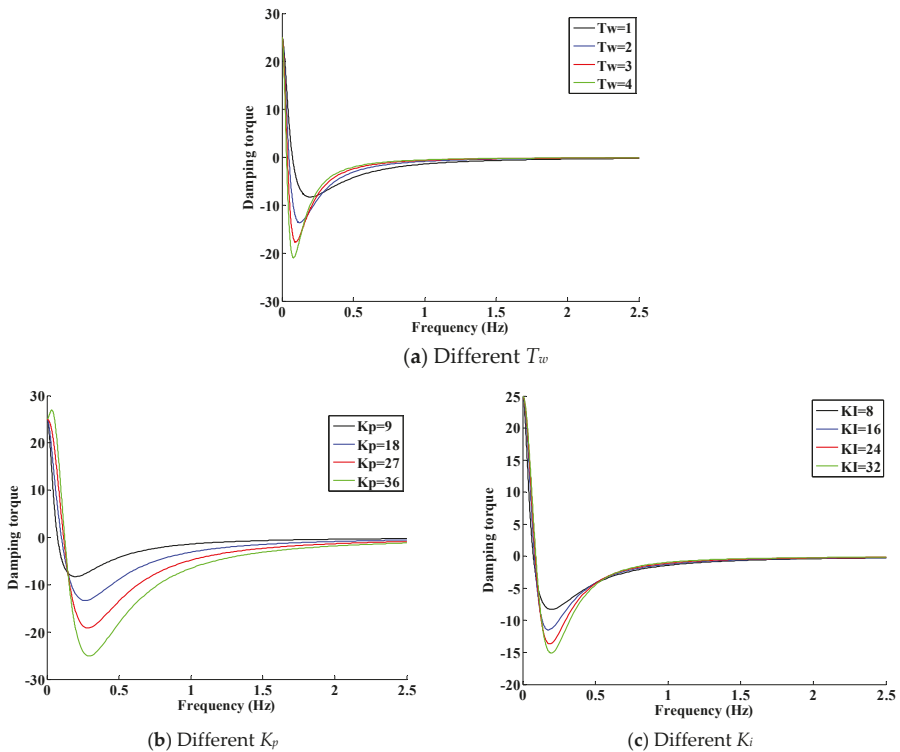 30
20
10
0
-10
-20
-30
Damping torque
0
0.5
1
1.5
2
2.5
Frequency (Hz)
Tw=1
Tw=2
Tw=3
Tw=4
(a) Different Tw
30
20
10
0
-10
-20
-30
Damping torque
0
0.5
1
1.5
2
2.5
Frequency (Hz)
Kp=9
Kp=18
Kp=27
Kp=36
(b) Different Kp
25
20
15
10
5
0
-5
-10
-15
-20
Damping torque
0
0.5
1
1.5
2
2.5
Frequency (Hz)
KI=8
KI=16
KI=24
KI=32
(c) Different Ki